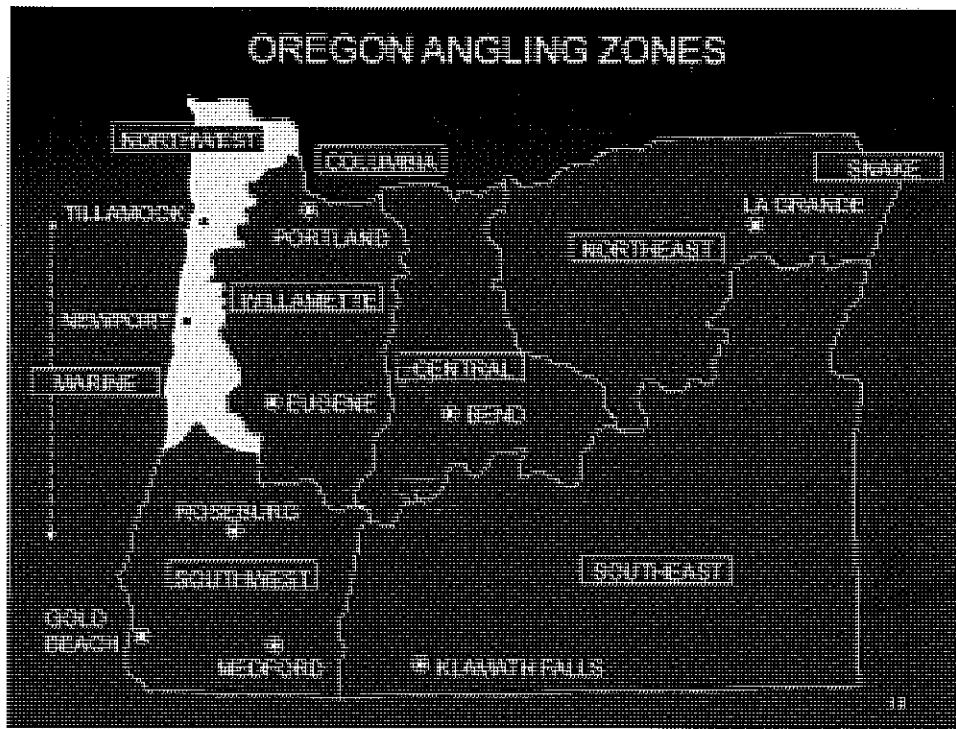 OREGON ANGLING ZONES
NORTHWEST
COLUMBIA
SNAKE
TILLAMOOK
PORTLAND
LA GRANDE
NORTHEAST
WILLAMETTE
NEWPORT
MARINE
CENTRAL
EUGENE
BEND
ROSEBURG
SOUTHWEST
SOUTHEAST
GOLD
BEACH
MEDFORD
KLAMATH FALLS